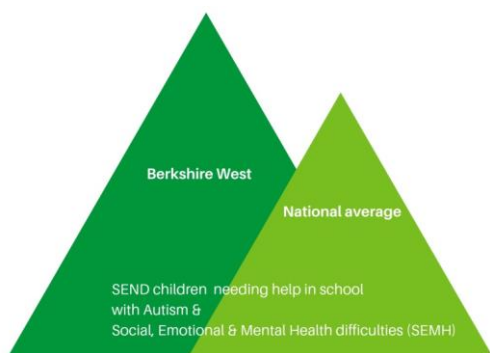 Berkshire West
National average
SEND children needing help in school
with Autism &
Social, Emotional & Mental Health difficulties (SEMH)